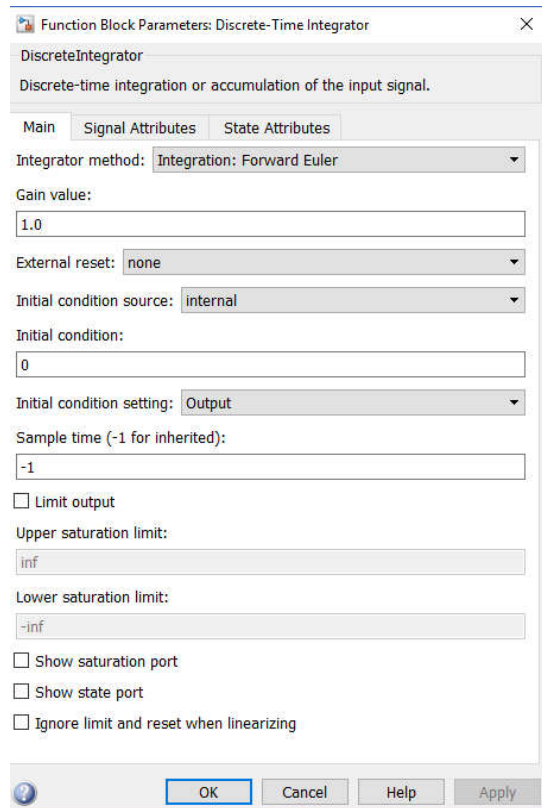 Function Block Parameters: Discrete-Time Integrator
DiscreteIntegrator
Discrete-time integration or accumulation of the input signal.
Main Signal Attributes State Attributes
Integrator method: Integration: Forward Euler
Gain value:
1.0
External reset: none
Initial condition source: internal
Initial condition:
0
Initial condition setting: Output
Sample time (-1 for inherited):
-1
Limit output
Upper saturation limit:
inf
Lower saturation limit:
-inf
Show saturation port
Show state port
Ignore limit and reset when linearizing
? OK Cancel Help Apply